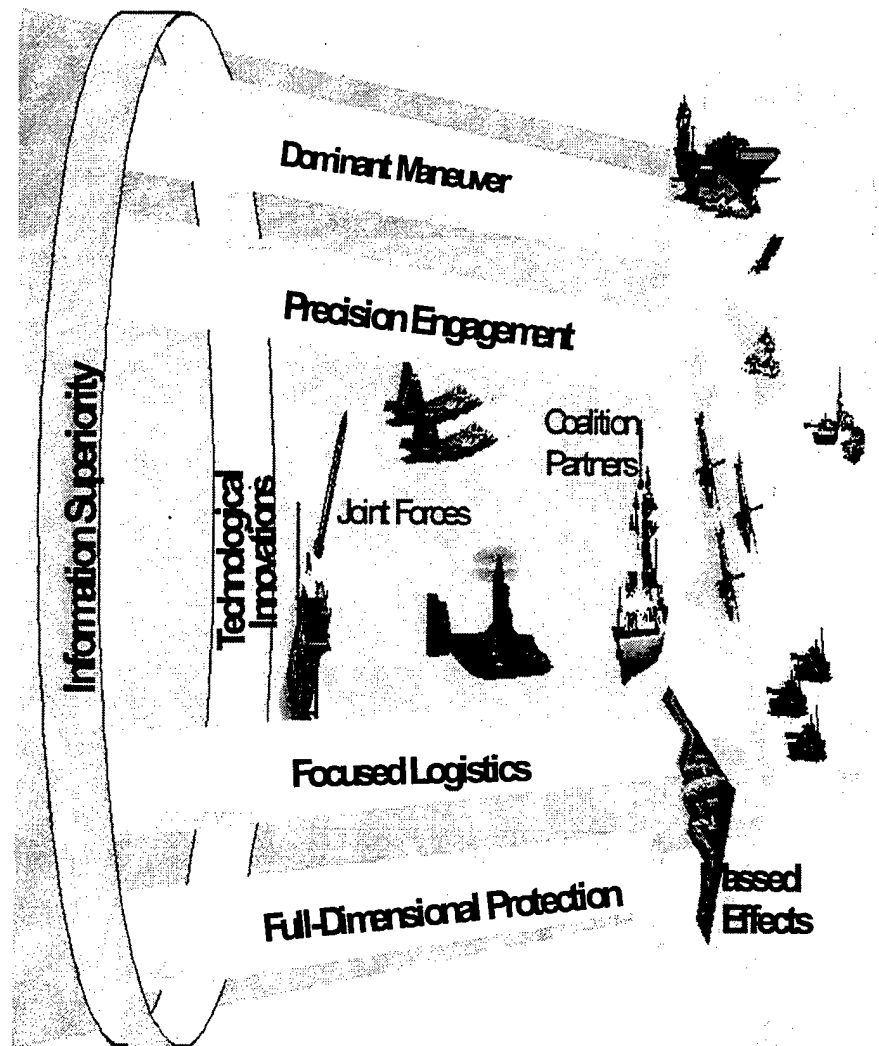 Dominant Maneuver
Precision Engagement
Information Superiority
Technological
Innovations
Coalition
Partners
Joint Forces
Focused Logistics
Full-Dimensional Protection
Effects